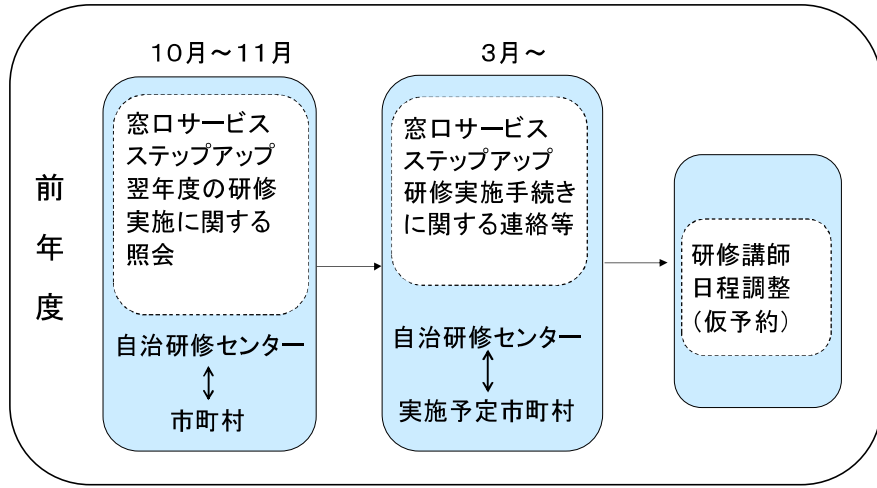 前年度
10月～11月
窓口サービス
ステップアップ
翌年度の研修
実施に関する
照会
自治研修センター
市町村
3月～
窓口サービス
ステップアップ
研修実施手続き
に関する連絡等
自治研修センター
実施予定市町村
研修講師
日程調整
（仮予約）